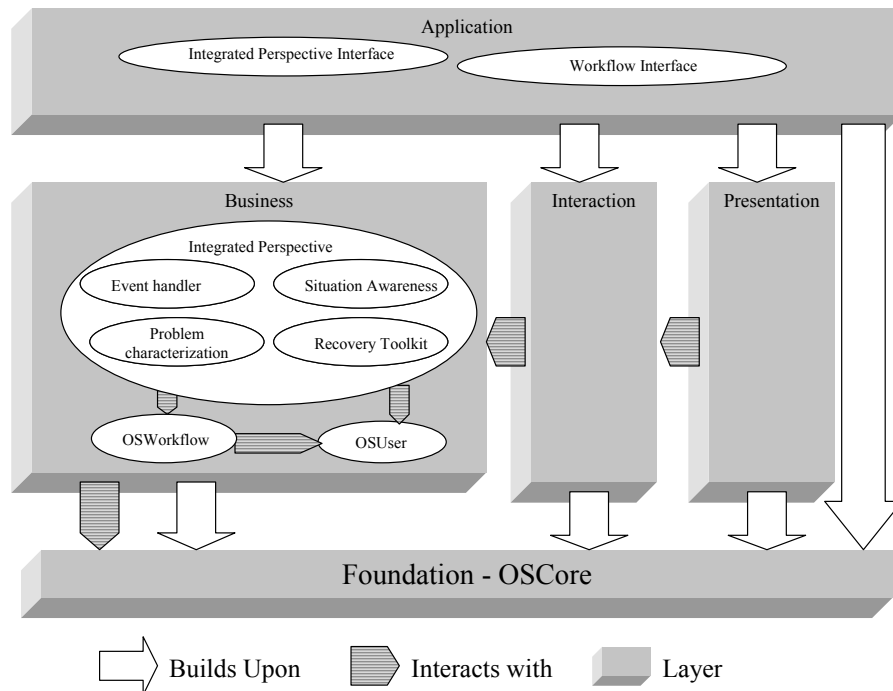 Application
Integrated Perspective Interface
Workflow Interface
Business
Interaction
Presentation
Integrated Perspective
Event handler
Situation Awareness
Problem
characterization
Recovery Toolkit
OSWorkflow
OSUser
Foundation - OSCore
Builds Upon
Interacts with
Layer